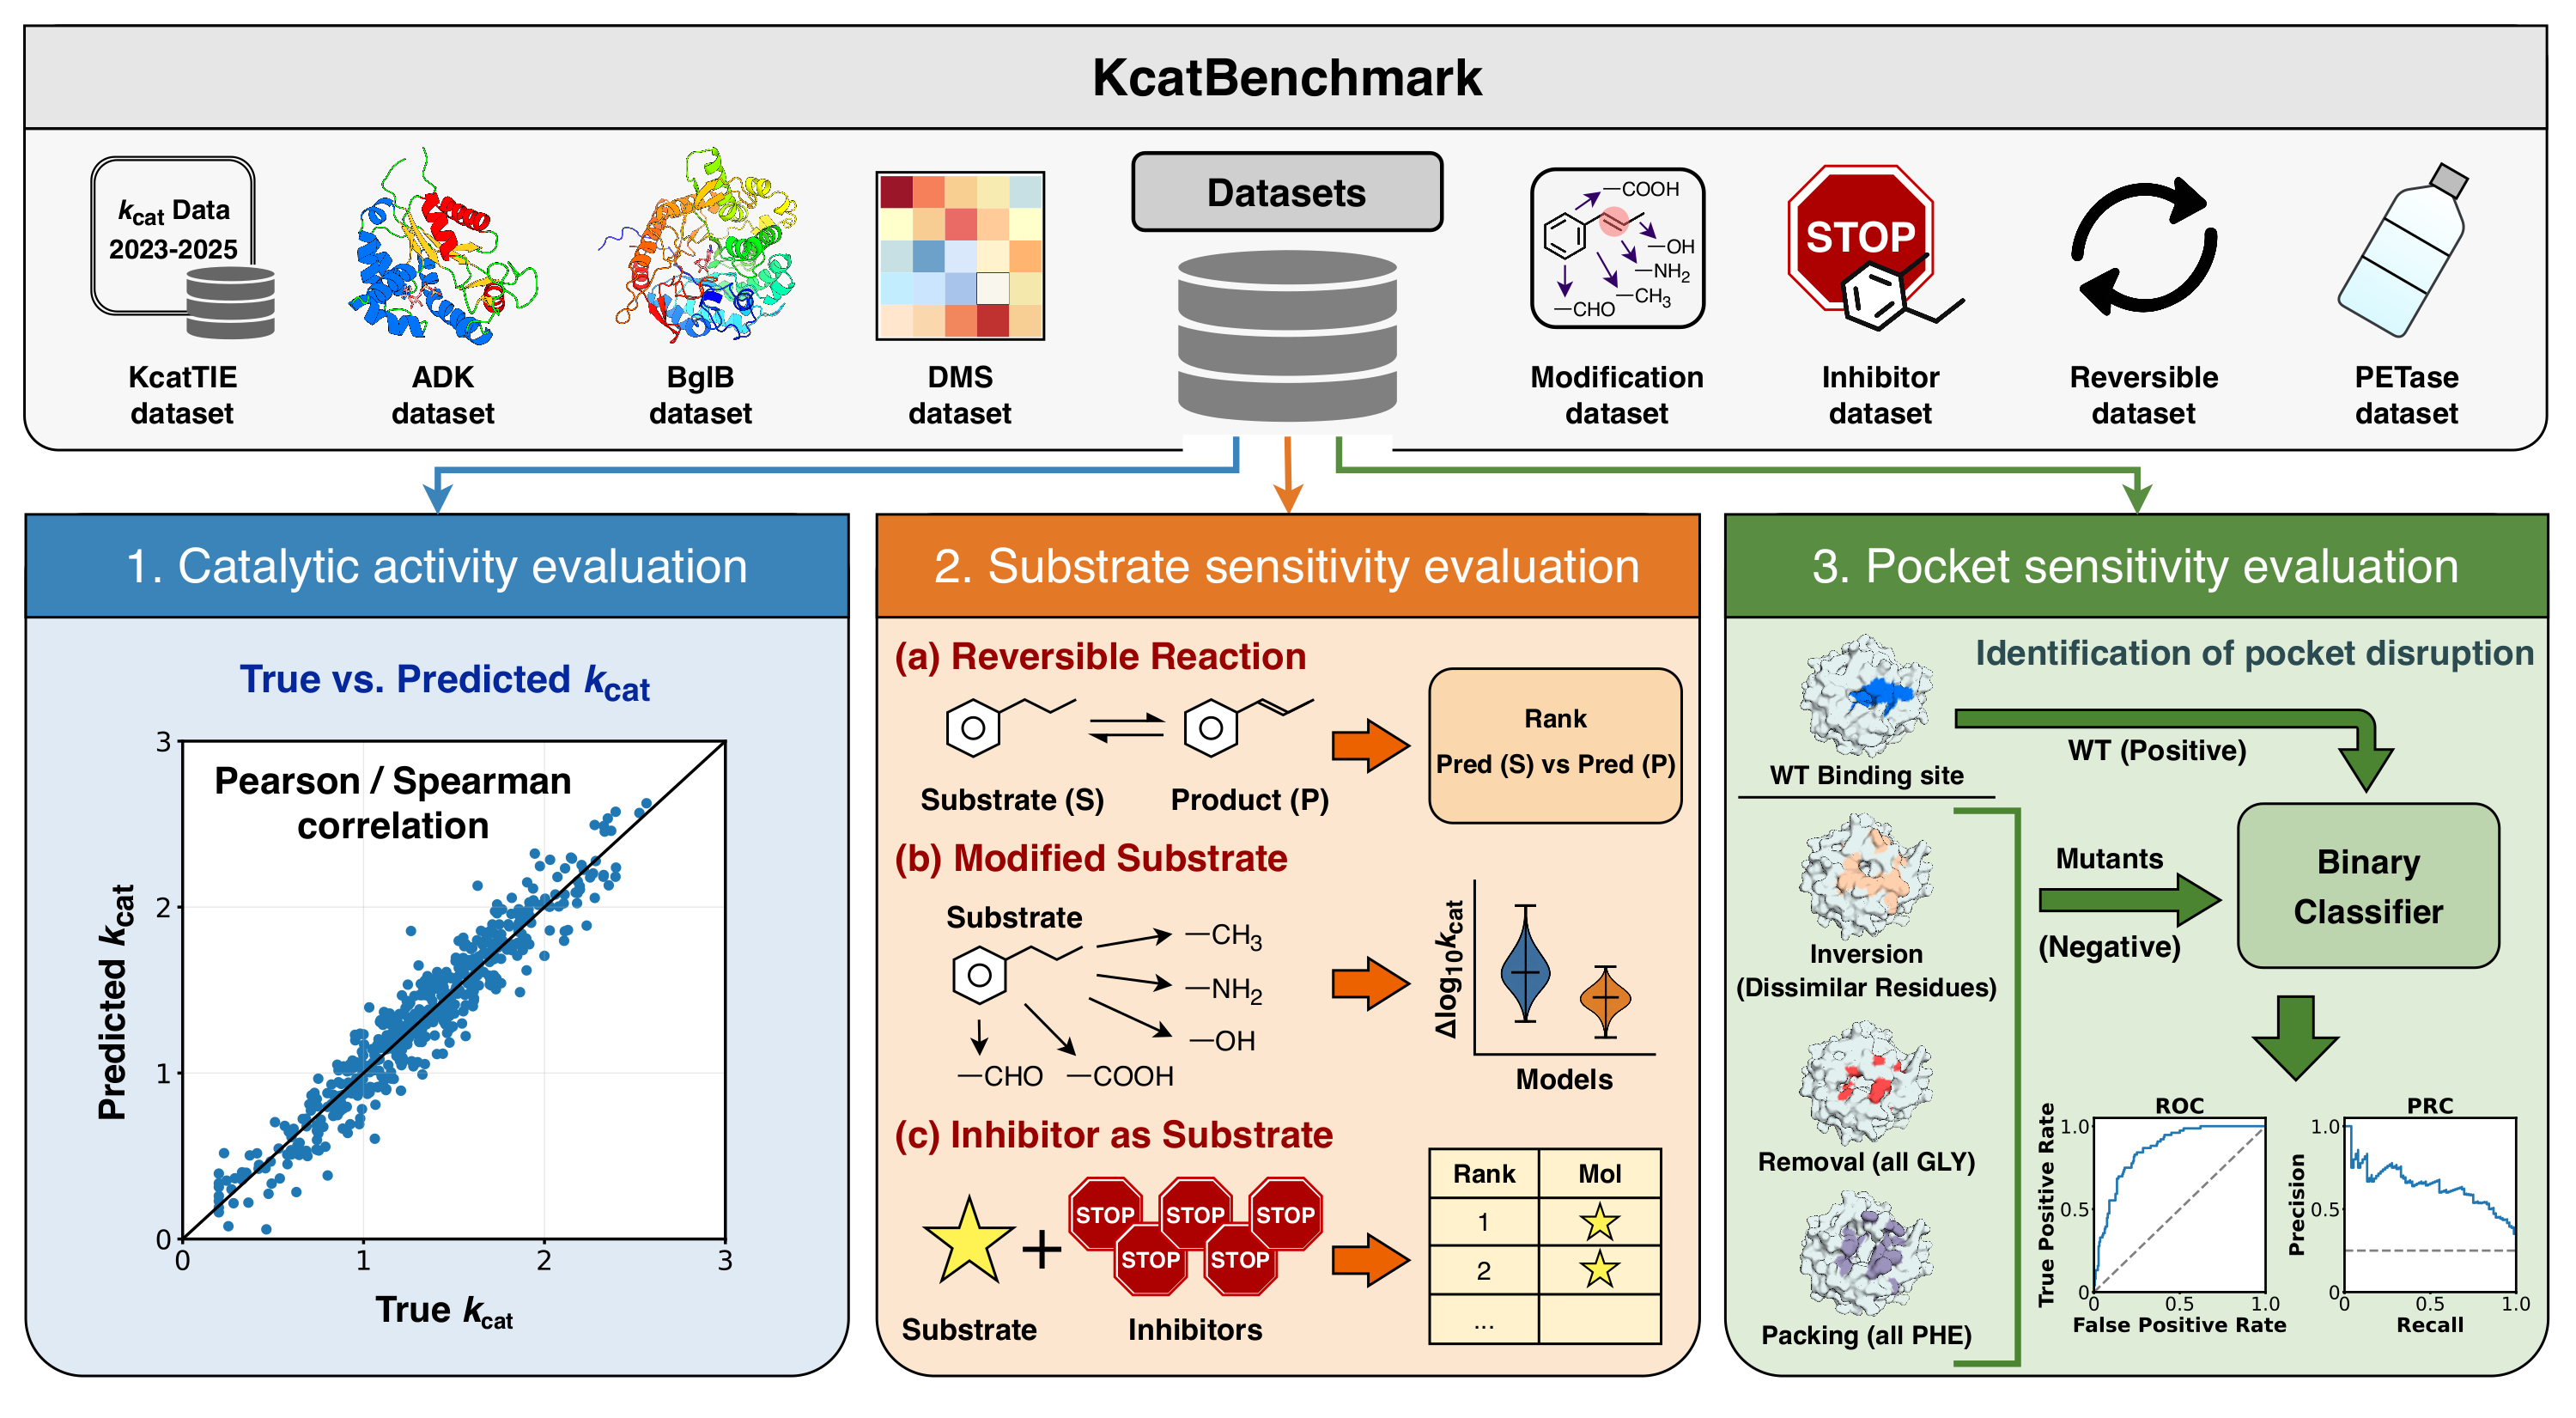 KcatBenchmark
kcat Data
2023-2025
KcatTIE
dataset
ADK
dataset
BglB
dataset
DMS
dataset
Datasets
—COOH
—OH
—NH2
—CH3
—CHO
Modification
dataset
STOP
Inhibitor
dataset
Reversible
dataset
PETase
dataset
1. Catalytic activity evaluation
True vs. Predicted kcat
Pearson / Spearman
correlation
Predicted kcat
3
2
1
0
0 1 2 3
True kcat
2. Substrate sensitivity evaluation
(a) Reversible Reaction
Substrate (S)
Product (P)
Rank
Pred (S) vs Pred (P)
(b) Modified Substrate
Substrate
—CH3
—NH2
—OH
—CHO
—COOH
Δlog10kcat
Models
(c) Inhibitor as Substrate
+
STOP STOP STOP
STOP STOP
Substrate
Inhibitors
Rank Mol
1
2
...
3. Pocket sensitivity evaluation
Identification of pocket disruption
WT Binding site
WT (Positive)
Inversion
(Dissimilar Residues)
Mutants
(Negative)
Binary
Classifier
Removal (all GLY)
Packing (all PHE)
ROC
True Positive Rate
1.0
0.5
0
0 0.5 1.0
False Positive Rate
PRC
Precision
1.0
0.5
0
0 0.5 1.0
Recall